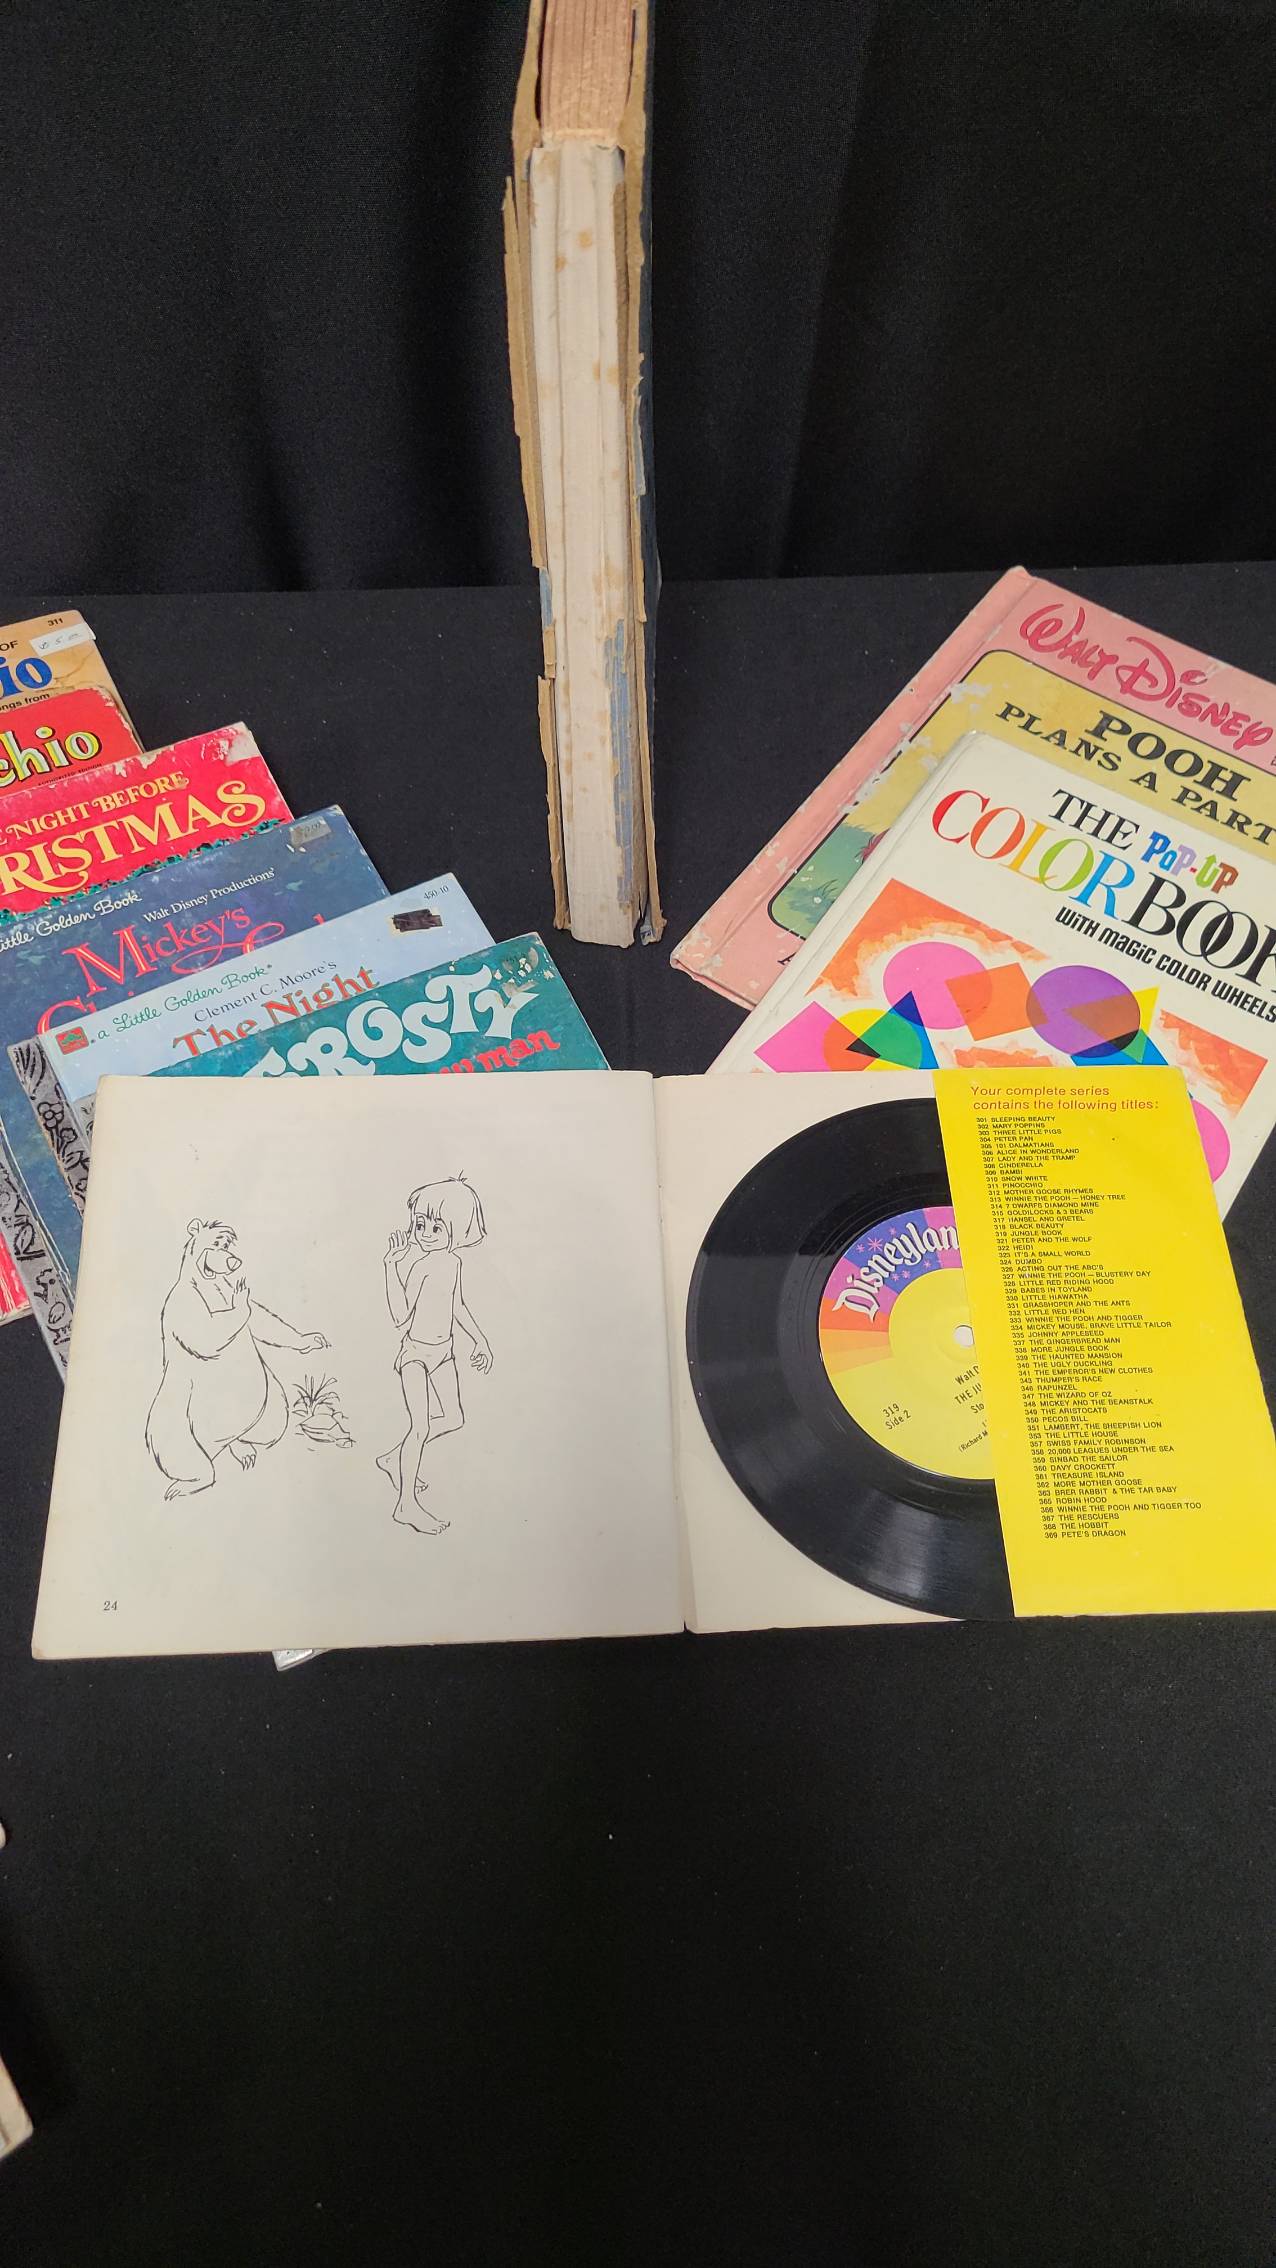 311
OF
io
ngs from
chio
AUTHORIZED EDITION
E NIGHT BEFORE
RISTMAS
ittle Golden Book
Walt Disney Productions'
Mickey's
450-10
a Little Golden Book®
Clement C. Moore's
The Night
FROSTY
man
WALT DISNEY
POOH
PLANS A PART
THE POP-UP
COLOR BOOK
WITH MAGIC COLOR WHEELS
Your complete series
contains the following titles:
301 SLEEPING BEAUTY
302 MARY POPPINS
303 THREE LITTLE PIGS
304 PETER PAN
305 101 DALMATIANS
306 ALICE IN WONDERLAND
307 LADY AND THE TRAMP
308 CINDERELLA
309 BAMBI
310 SNOW WHITE
311 PINOCCHIO
312 MOTHER GOOSE RHYMES
313 WINNIE THE POOH — HONEY TREE
314 7 DWARFS DIAMOND MINE
315 GOLDILOCKS & 3 BEARS
317 HANSEL AND GRETEL
318 BLACK BEAUTY
319 JUNGLE BOOK
321 PETER AND THE WOLF
322 HEIDI
323 IT'S A SMALL WORLD
324 DUMBO
326 ACTING OUT THE ABC'S
327 WINNIE THE POOH — BLUSTERY DAY
328 LITTLE RED RIDING HOOD
329 BABES IN TOYLAND
330 LITTLE HIAWATHA
331 GRASSHOPER AND THE ANTS
332 LITTLE RED HEN
333 WINNIE THE POOH AND TIGGER
334 MICKEY MOUSE, BRAVE LITTLE TAILOR
335 JOHNNY APPLESEED
337 THE GINGERBREAD MAN
338 MORE JUNGLE BOOK
339 THE HAUNTED MANSION
340 THE UGLY DUCKLING
341 THE EMPEROR'S NEW CLOTHES
343 THUMPER'S RACE
346 RAPUNZEL
347 THE WIZARD OF OZ
348 MICKEY AND THE BEANSTALK
349 THE ARISTOCATS
350 PECOS BILL
351 LAMBERT, THE SHEEPISH LION
353 THE LITTLE HOUSE
357 SWISS FAMILY ROBINSON
358 20,000 LEAGUES UNDER THE SEA
359 SINBAD THE SAILOR
360 DAVY CROCKETT
361 TREASURE ISLAND
362 MORE MOTHER GOOSE
363 BRER RABBIT & THE TAR BABY
365 ROBIN HOOD
366 WINNIE THE POOH AND TIGGER TOO
367 THE RESCUERS
368 THE HOBBIT
369 PETE'S DRAGON
Disneylan
Walt D
THE JU
Sto
319
Side 2
(Richard M
24